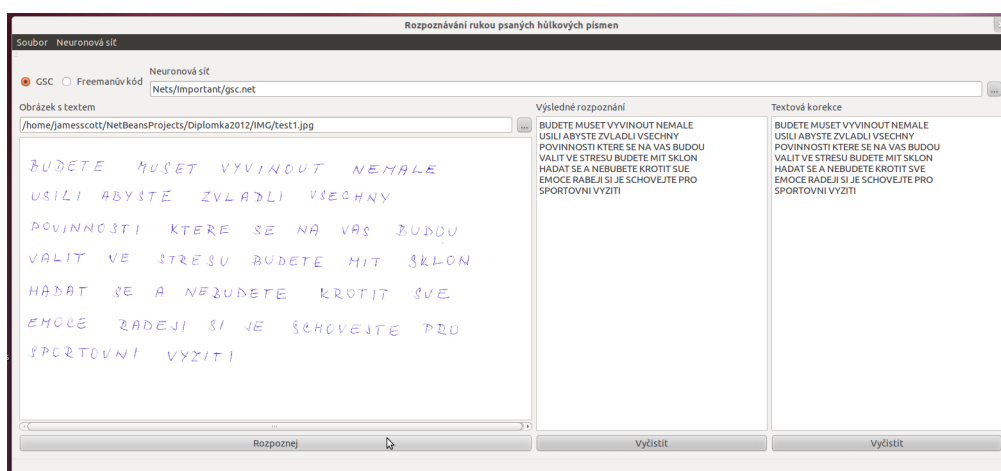 Rozpoznávání rukou psaných hůlkových písmen
Soubor Neuronová síť
GSC Freemanův kód
Neuronová síť
Nets/Important/gsc.net
...
Obrázek s textem
/home/jamesscott/NetBeansProjects/Diplomka2012/IMG/test1.jpg
...
BUDETE MUSET VYVINOUT NEMALE
USILI ABYSTE ZVLADLI VSECHNY
POVINNOSTI KTERE SE NA VAS BUDOU
VALIT VE STRESU BUDETE MIT SKLON
HADAT SE A NEBUDETE KROTIT SVE
EMOCE RADEJI SI JE SCHOVEJTE PRO
SPORTOVNI VYZITI
Rozpoznej
Výsledné rozpoznání
BUDETE MUSET VYVINOUT NEMALE
USILI ABYSTE ZVLADLI VSECHNY
POVINNOSTI KTERE SE NA VAS BUDOU
VALIT VE STRESU BUDETE MIT SKLON
HADAT SE A NEBUBETE KROTIT SUE
EMOCE RABEJI SI JE SCHOVEJTE PRO
SPORTOVNI VYZITI
Vyčistit
Textová korekce
BUDETE MUSET VYVINOUT NEMALE
USILI ABYSTE ZVLADLI VSECHNY
POVINNOSTI KTERE SE NA VAS BUDOU
VALIT VE STRESU BUDETE MIT SKLON
HADAT SE A NEBUDETE KROTIT SVE
EMOCE RADEJI SI JE SCHOVEJTE PRO
SPORTOVNI VYZITI
Vyčistit